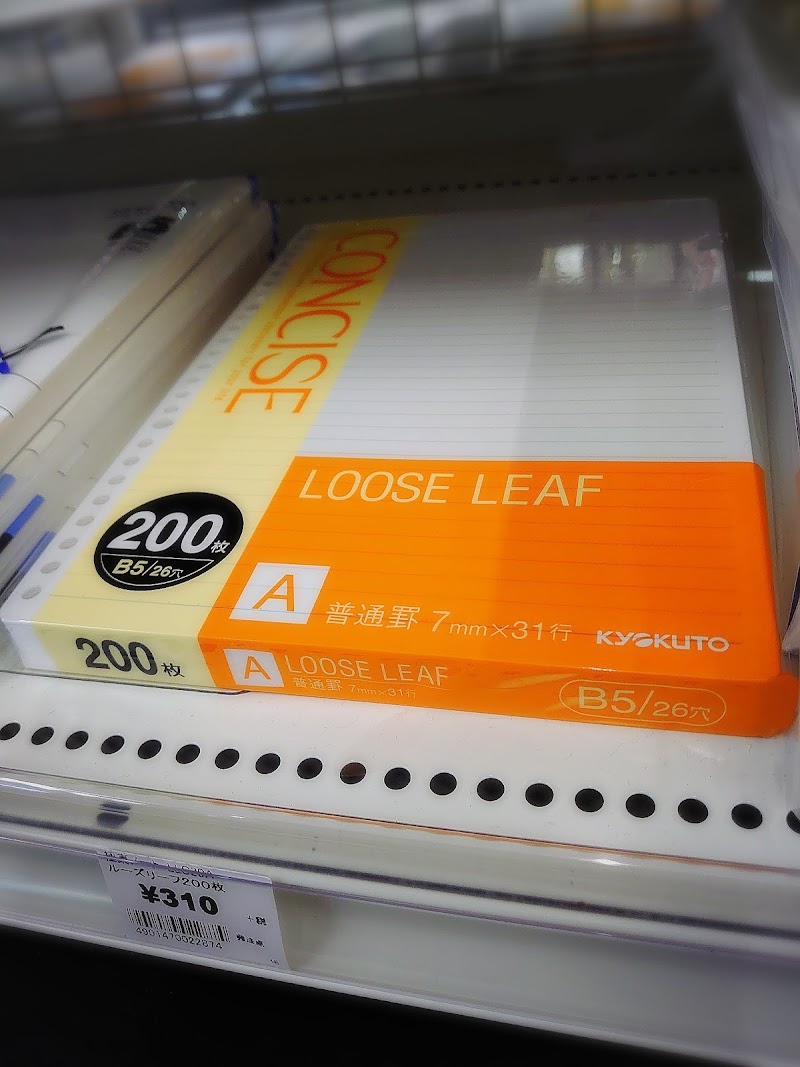 CONCISE
LOOSE LEAF
200枚
B5/26穴
A 普通罫 7mm×31行
KYOKUTO
200枚
A LOOSE LEAF
普通罫 7mm×31行
B5/26穴
ルーズリーフ200枚
¥310
+税
4901470022874